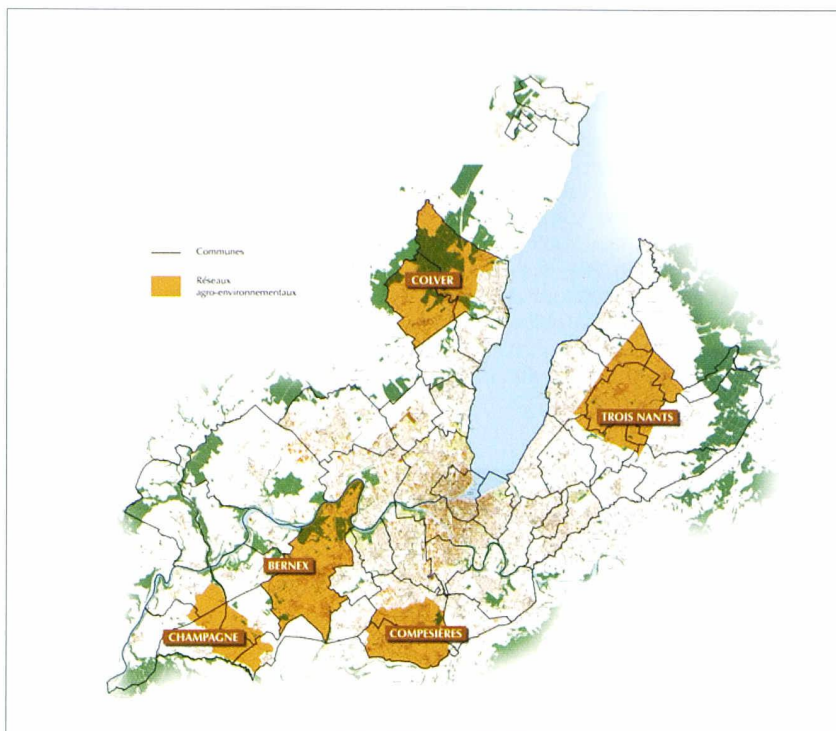 Communes
Réseaux
agro-environnementaux
COLVER
TROIS NANTS
BERNEX
CHAMPAGNE
COMPESIÈRES